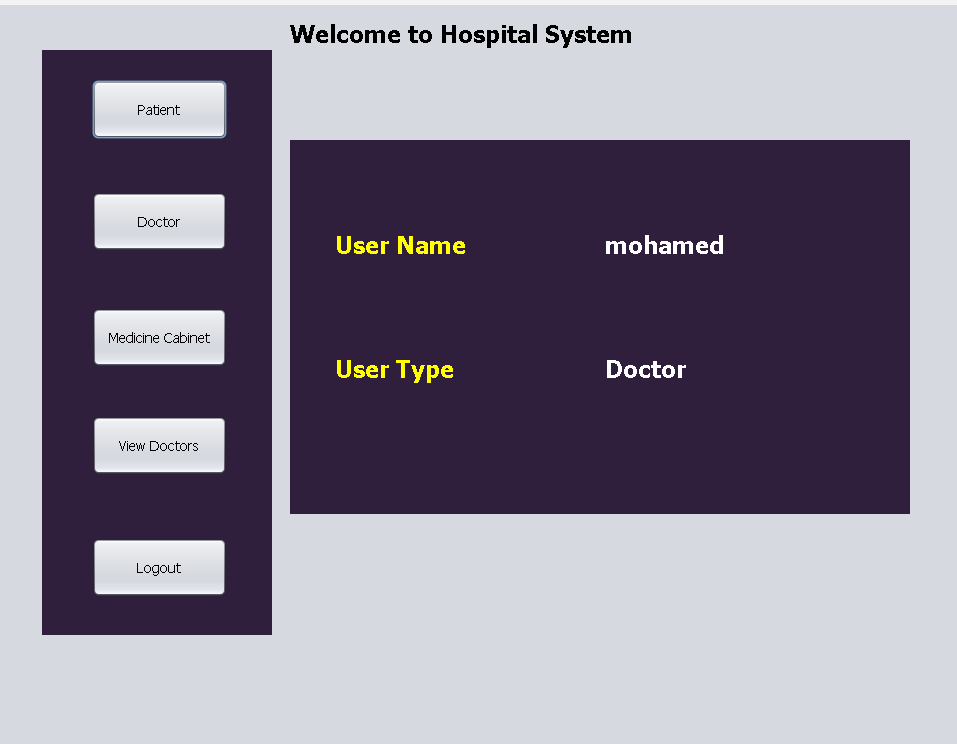 Welcome to Hospital System
Patient
Doctor
Medicine Cabinet
View Doctors
Logout
User Name mohamed
User Type Doctor